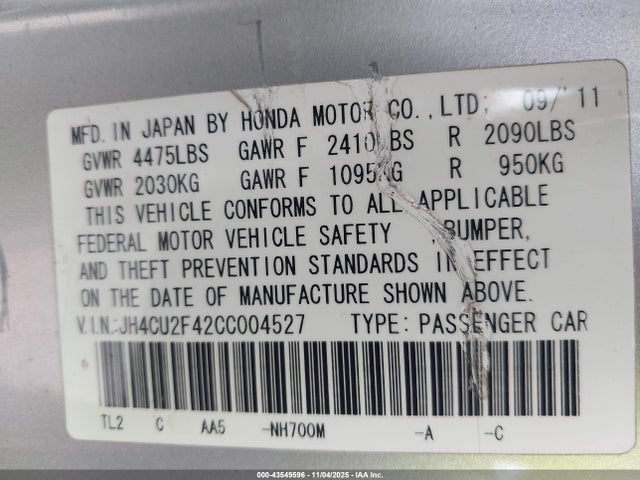 MFD.IN JAPAN BY HONDA MOTOR CO.,LTD; 09/'11
GVWR 4475LBS GAWR F 2410LBS R 2090LBS
GVWR 2030KG GAWR F 1095KG R 950KG
THIS VEHICLE CONFORMS TO ALL APPLICABLE
FEDERAL MOTOR VEHICLE SAFETY ,BUMPER,
AND THEFT PREVENTION STANDARDS IN EFFECT
ON THE DATE OF MANUFACTURE SHOWN ABOVE.
V.I.N.:JH4CU2F42CC004527 TYPE: PASSENGER CAR
TL2 C AA5 -NH700M -A -C
000-43549596 - 11/04/2025 - IAA Inc.